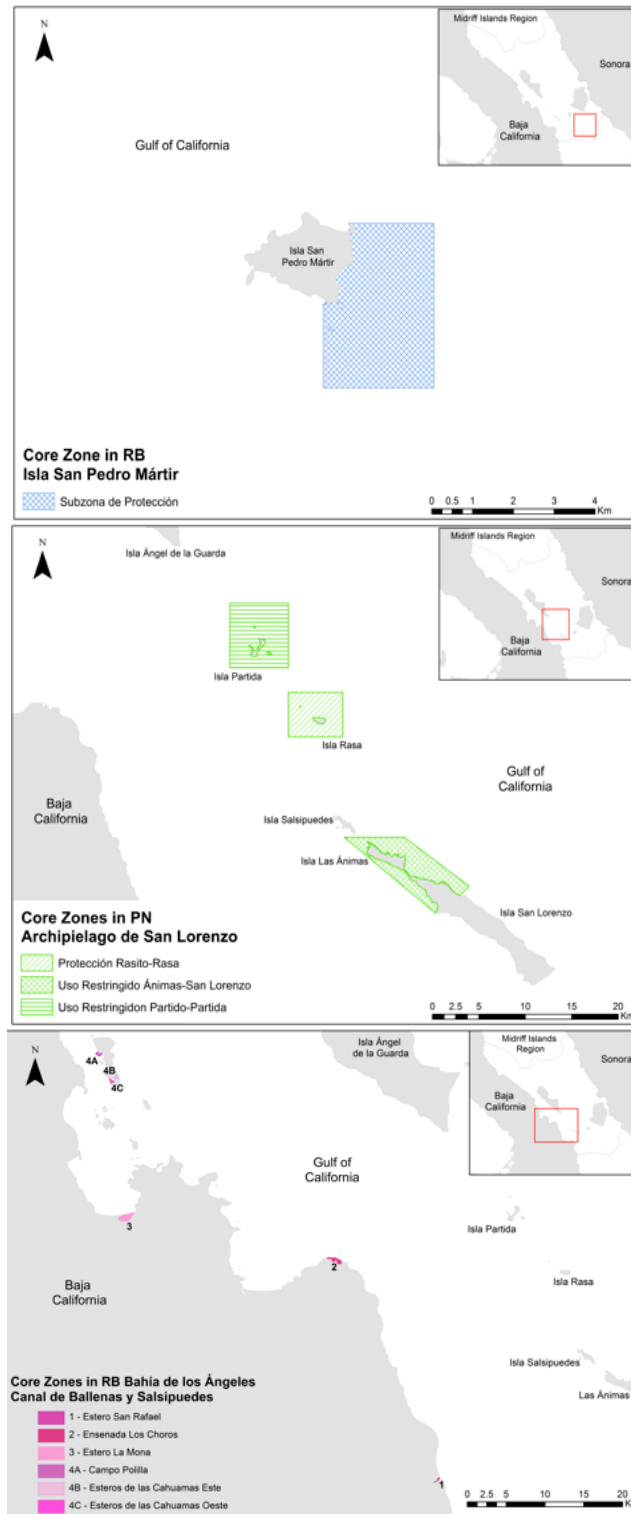 N
Midriff Islands Region
Sonora
Baja
California
Gulf of California
Isla San
Pedro Mártir
Core Zone in RB
Isla San Pedro Mártir
Subzona de Protección
0 0.5 1 2 3 4
Km
N
Isla Ángel de la Guarda
Midriff Islands Region
Sonora
Baja
California
Isla Partida
Isla Rasa
Gulf of
California
Baja
California
Isla Salsipuedes
Isla Las Ánimas
Isla San Lorenzo
Core Zones in PN
Archipielago de San Lorenzo
Protección Rasito-Rasa
Uso Restringido Ánimas-San Lorenzo
Uso Restringidon Partido-Partida
0 2.5 5 10 15 20
Km
N
4A
4B
4C
Isla Ángel
de la Guarda
Midriff Islands
Region
Sonora
Baja
California
Gulf of
California
3
2
Isla Partida
Baja
California
Isla Rasa
Isla Salsipuedes
Las Ánimas
Core Zones in RB Bahía de los Ángeles
Canal de Ballenas y Salsipuedes
1 - Estero San Rafael
2 - Ensenada Los Choros
3 - Estero La Mona
4A - Campo Polilla
4B - Esteros de las Cahuamas Este
4C - Esteros de las Cahuamas Oeste
1
0 2.5 5 10 15 20